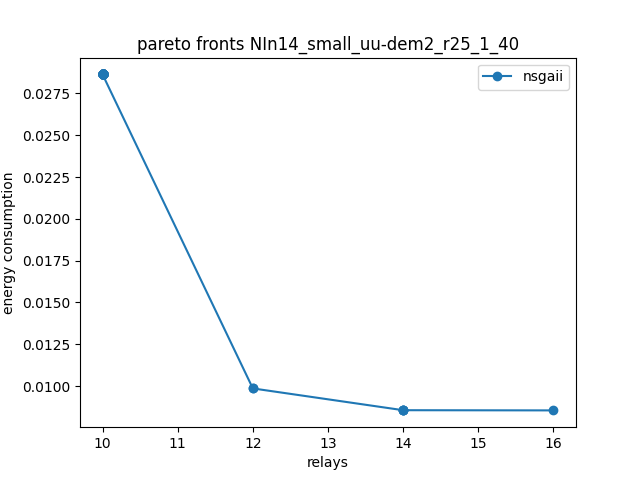 pareto fronts NIn14_small_uu-dem2_r25_1_40
nsgaii
0.0275
0.0250
0.0225
0.0200
0.0175
0.0150
0.0125
0.0100
energy consumption
10 11 12 13 14 15 16
relays